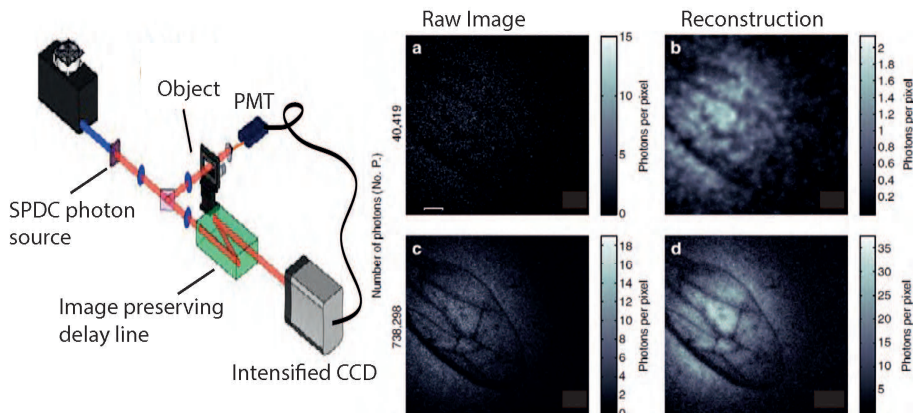 Raw Image
Reconstruction
Object
PMT
SPDC photon
source
Image preserving
delay line
Intensified CCD
Number of photons (No. P.)
40,419
738,298
a
15
10
5
0
Photons per pixel
b
2
1.8
1.6
1.4
1.2
1
0.8
0.6
0.4
0.2
Photons per pixel
c
18
16
14
12
10
8
6
4
2
0
Photons per pixel
d
35
30
25
20
15
10
5
Photons per pixel